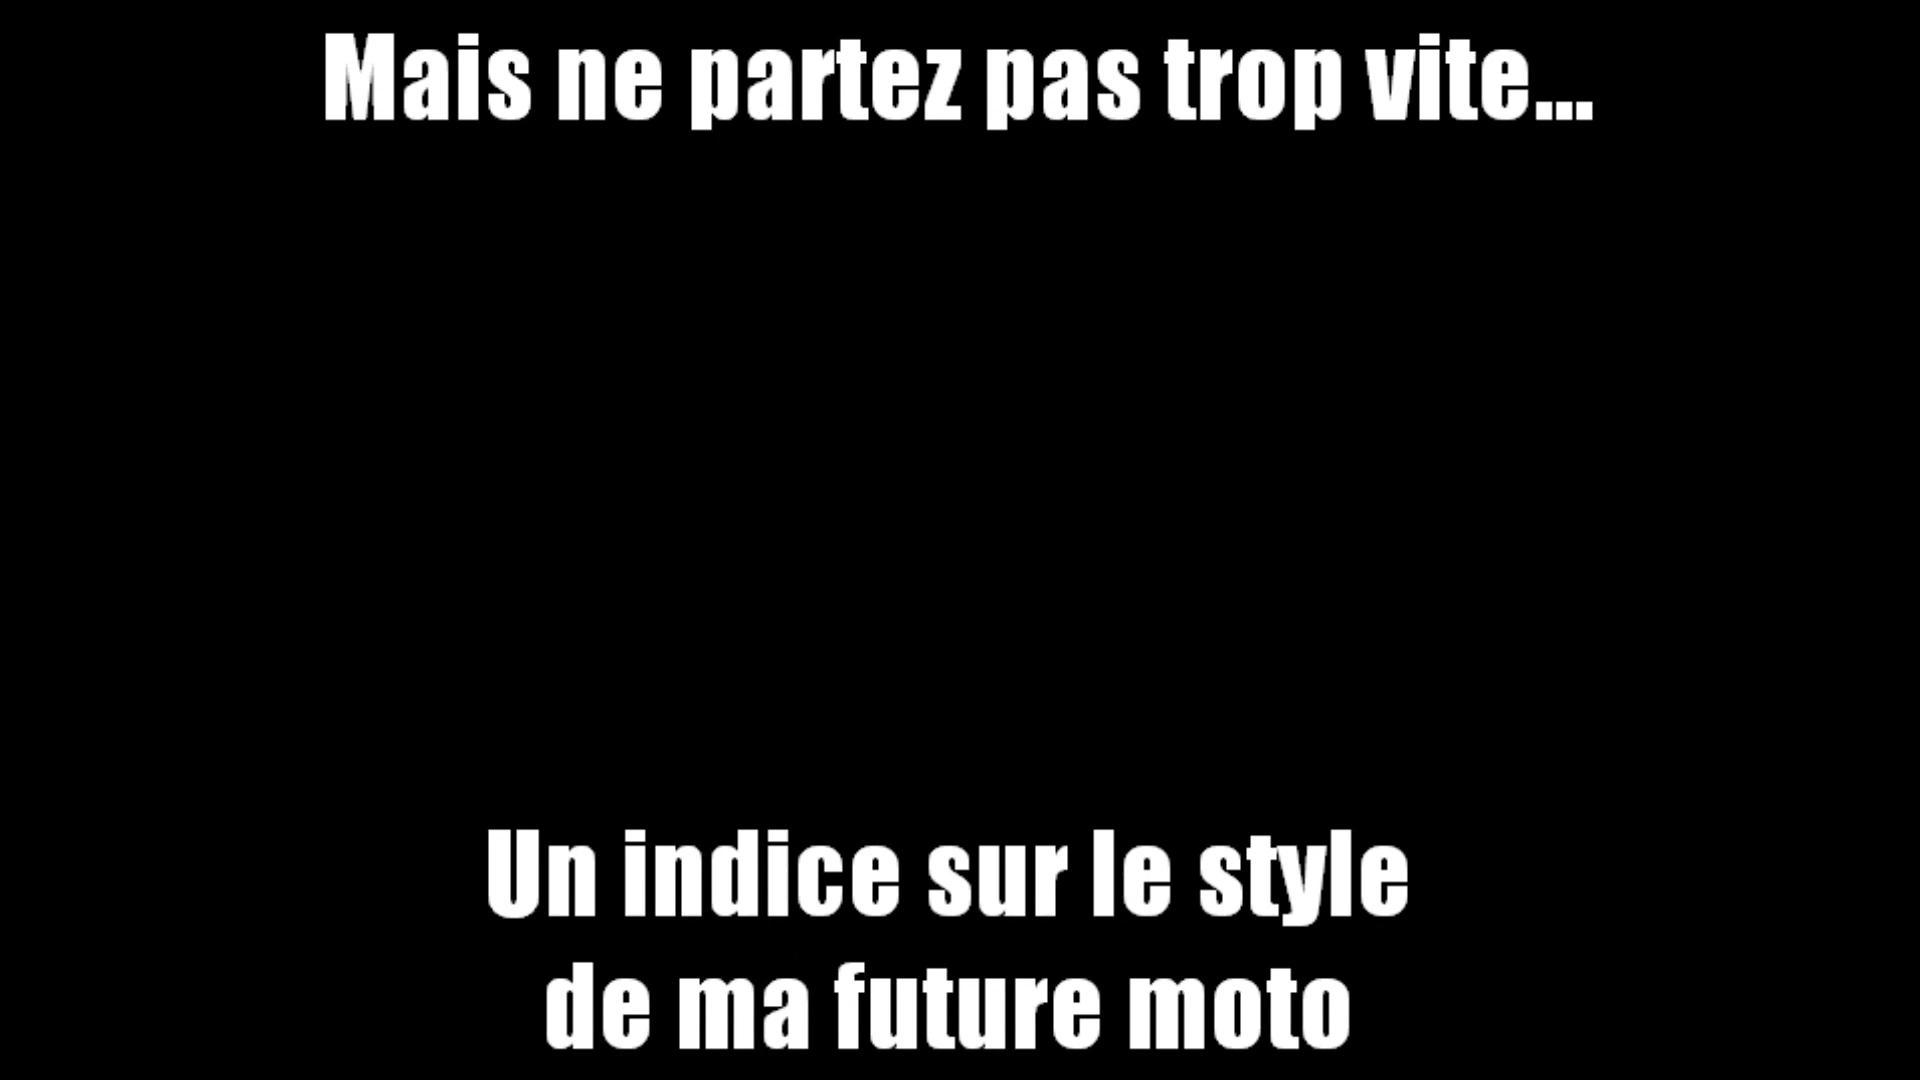 Mais ne partez pas trop vite...
Un indice sur le style
de ma future moto